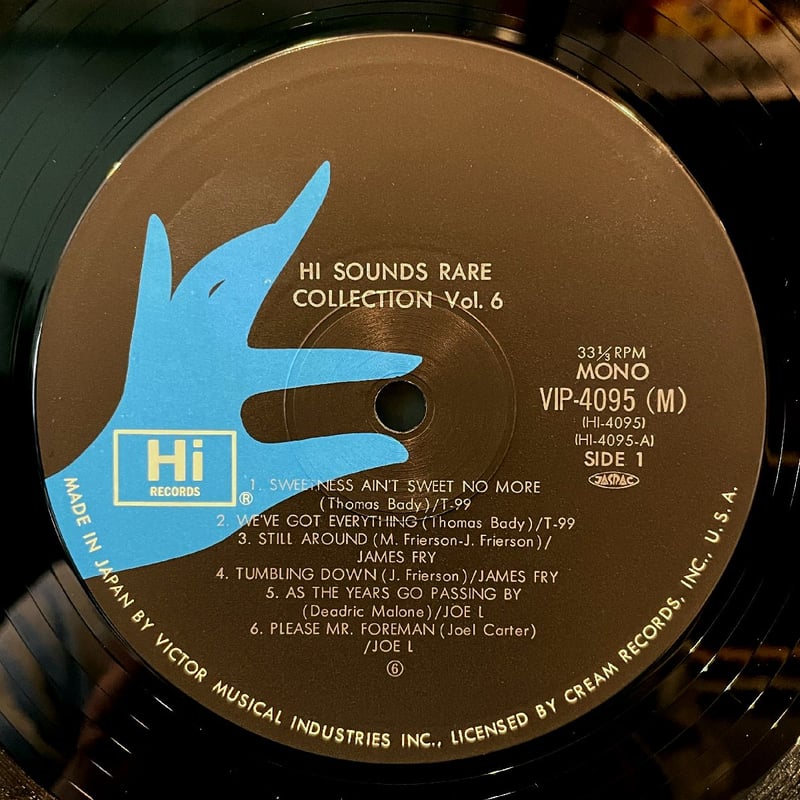 HI SOUNDS RARE
COLLECTION Vol. 6
33 1/3 RPM
MONO
VIP-4095 (M)
(HI-4095)
(HI-4095-A)
SIDE 1
JASRAC
Hi
RECORDS
®
1. SWEETNESS AIN'T SWEET NO MORE
(Thomas Bady)/T-99
2. WE'VE GOT EVERYTHING (Thomas Bady)/T-99
3. STILL AROUND (M. Frierson-J. Frierson)/
JAMES FRY
4. TUMBLING DOWN (J. Frierson)/JAMES FRY
5. AS THE YEARS GO PASSING BY
(Deadric Malone)/JOE L
6. PLEASE MR. FOREMAN (Joel Carter)
/JOE L
⑥
MADE IN JAPAN BY VICTOR MUSICAL INDUSTRIES INC., LICENSED BY CREAM RECORDS, INC., U.S.A.